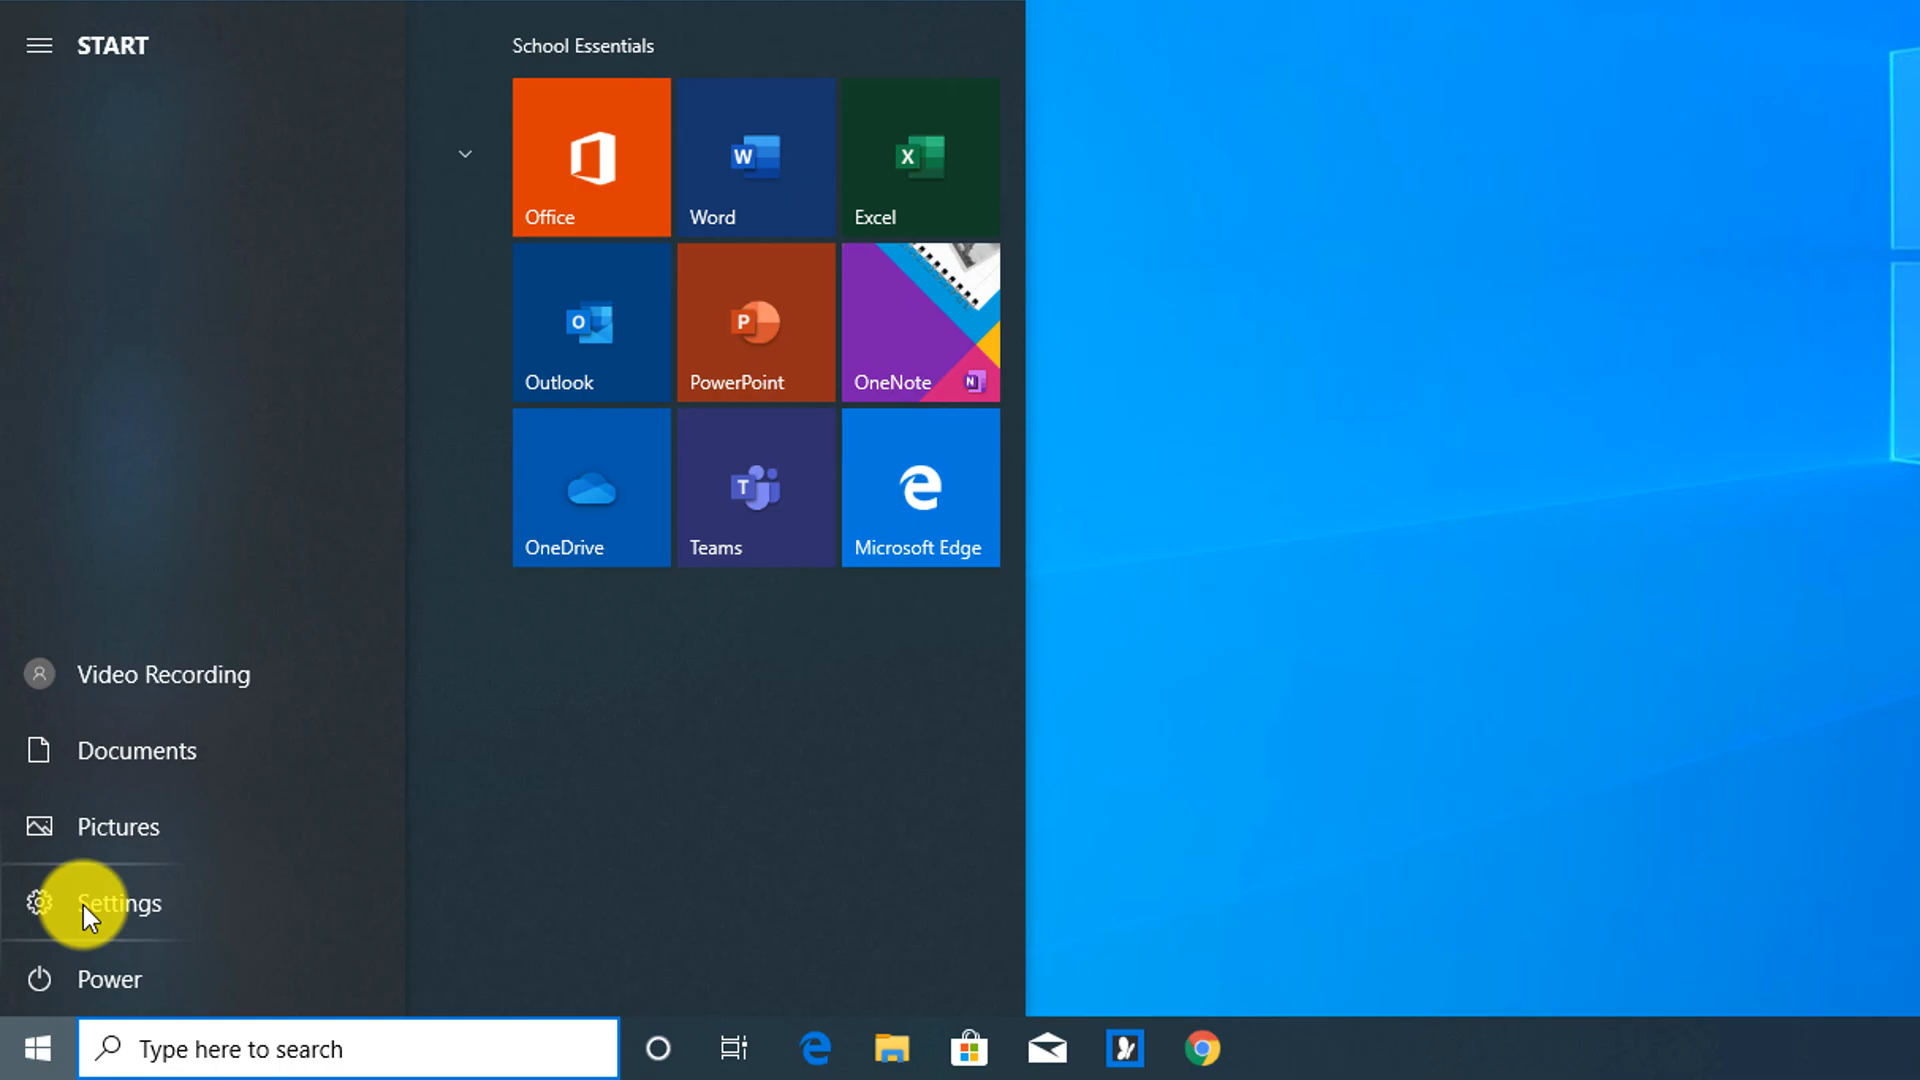 START
School Essentials
Office
Word
Excel
Outlook
PowerPoint
OneNote
OneDrive
Teams
Microsoft Edge
Video Recording
Documents
Pictures
Settings
Power
Type here to search